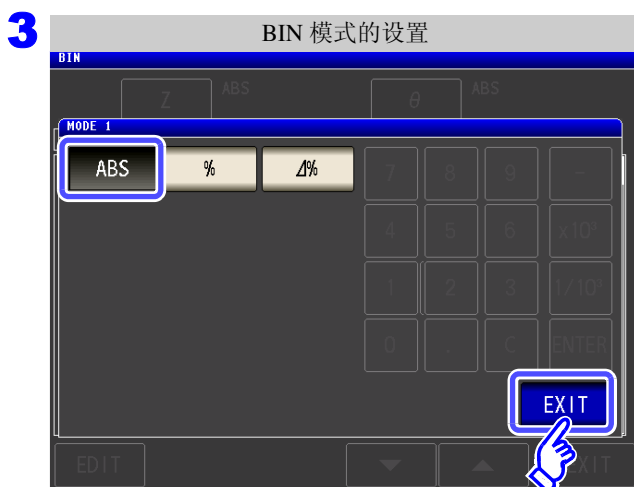 3
BIN 模式的设置
BIN
Z ABS θ ABS
MODE 1
ABS % Δ% 7 8 9 -
4 5 6 x10³
1 2 3 1/10³
0 . C ENTER
EXIT
EDIT EXIT